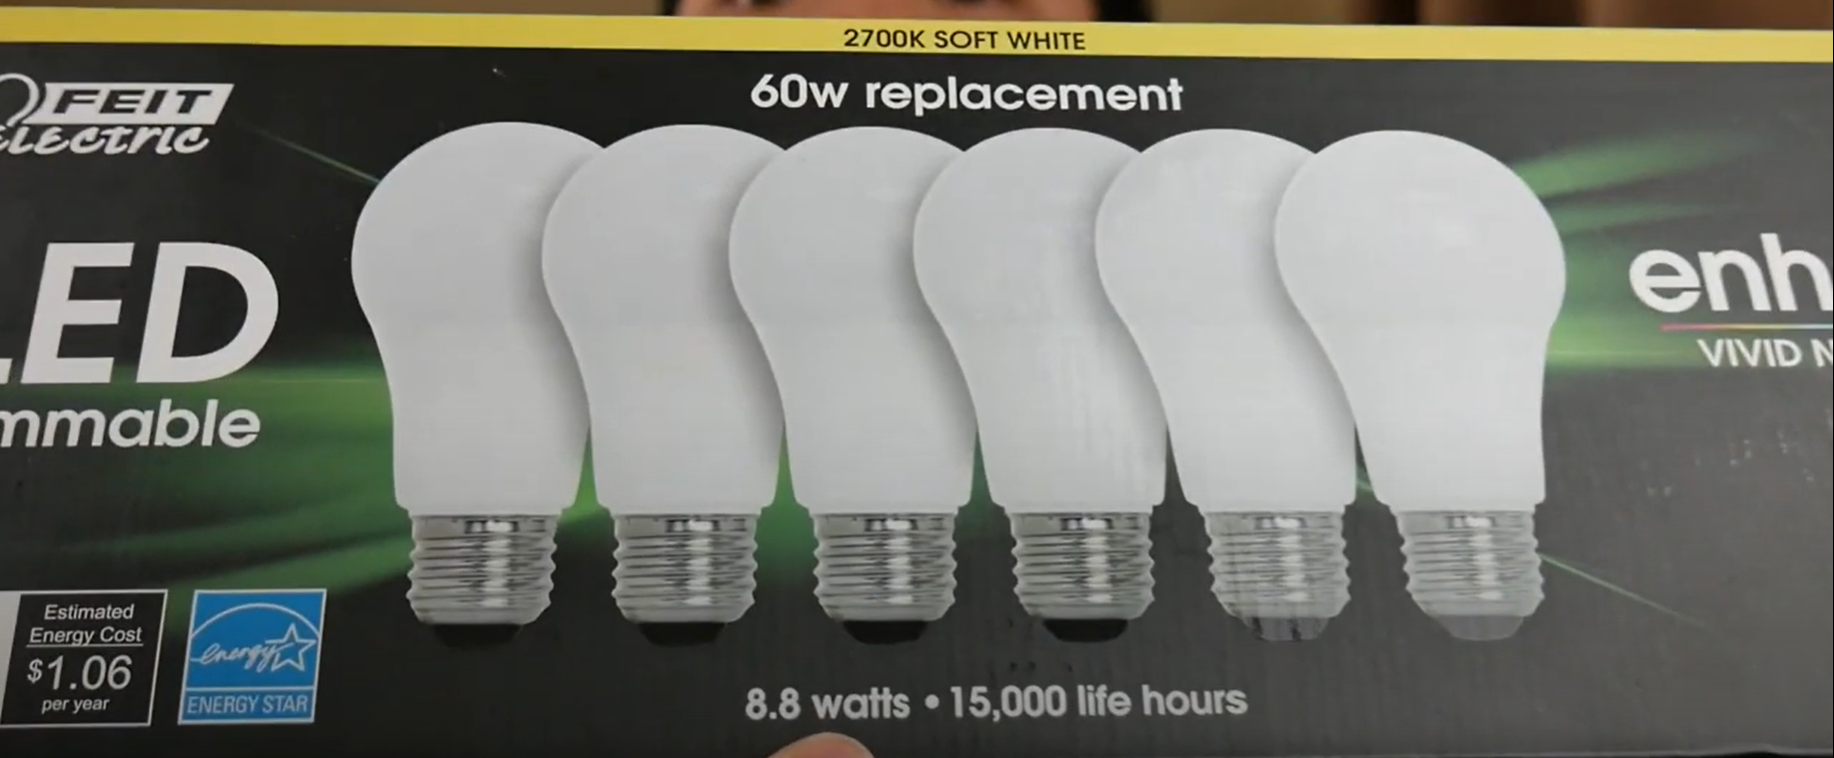 2700K SOFT WHITE
60w replacement
FEIT
ELECTRIC
LED
mmable
enh
VIVID N
Estimated
Energy Cost
$1.06
per year
energy
ENERGY STAR
8.8 watts • 15,000 life hours